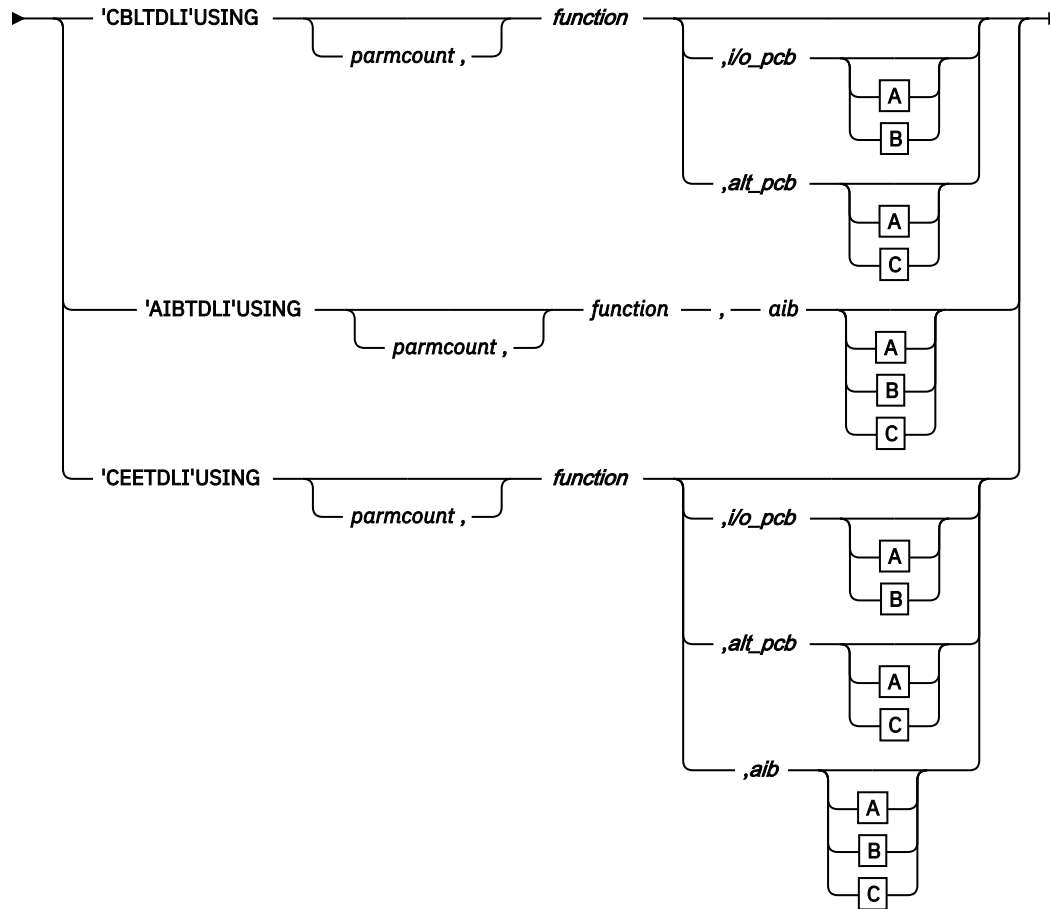 'CBLTDLI'USING parmcount , function
,i/o_pcb
A
B
,alt_pcb
A
C
'AIBTDLI'USING parmcount , function , aib
A
B
C
'CEETDLI'USING parmcount , function
,i/o_pcb
A
B
,alt_pcb
A
C
,aib
A
B
C